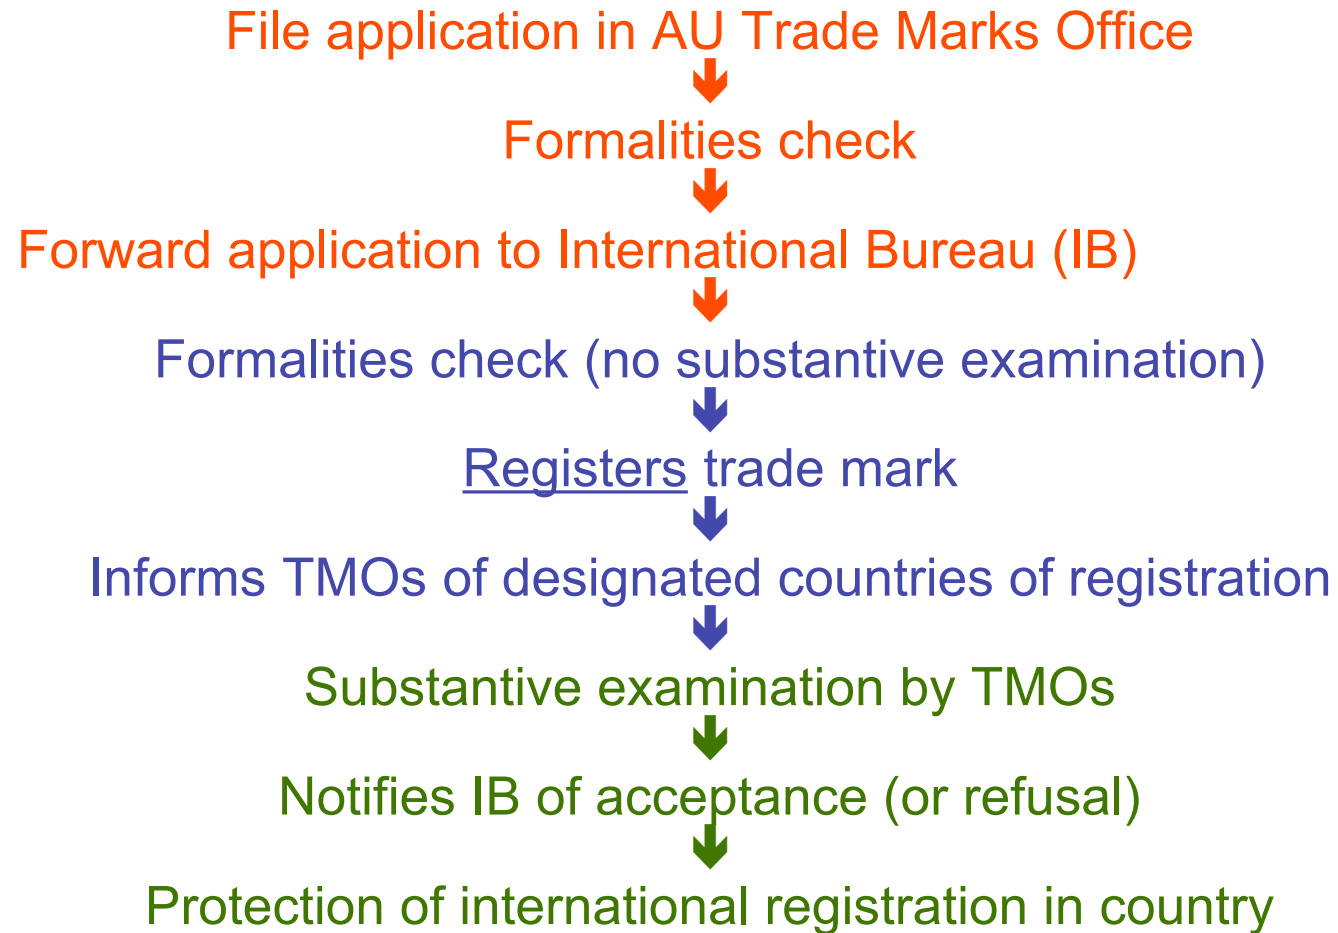 File application in AU Trade Marks Office
Formalities check
Forward application to International Bureau (IB)
Formalities check (no substantive examination)
Registers trade mark
Informs TMOs of designated countries of registration
Substantive examination by TMOs
Notifies IB of acceptance (or refusal)
Protection of international registration in country